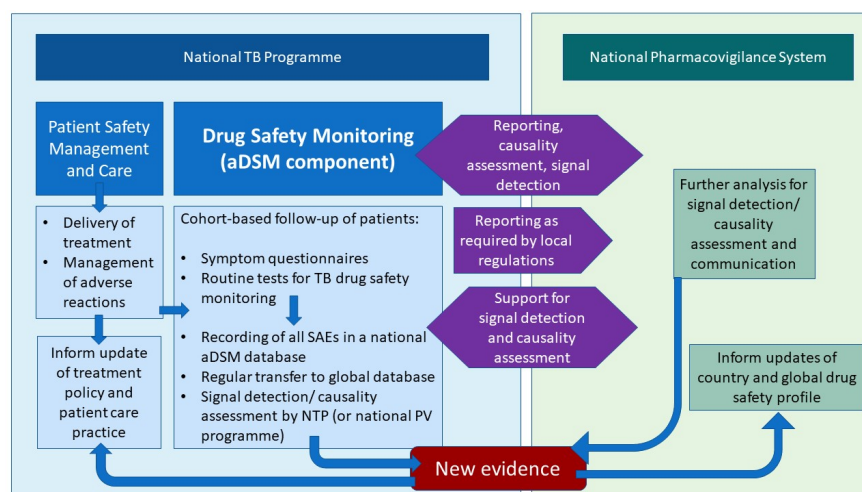 National TB Programme
National Pharmacovigilance System
Patient Safety
Management
and Care
Drug Safety Monitoring
(aDSM component)
Reporting,
causality
assessment, signal
detection
• Delivery of
treatment
• Management
of adverse
reactions
Cohort-based follow-up of patients:
• Symptom questionnaires
• Routine tests for TB drug safety
monitoring
• Recording of all SAEs in a national
aDSM database
• Regular transfer to global database
• Signal detection/ causality
assessment by NTP (or national PV
programme)
Reporting as
required by local
regulations
Support for
signal detection
and causality
assessment
Further analysis for
signal detection/
causality
assessment and
communication
Inform update
of treatment
policy and
patient care
practice
Inform updates of
country and global drug
safety profile
New evidence